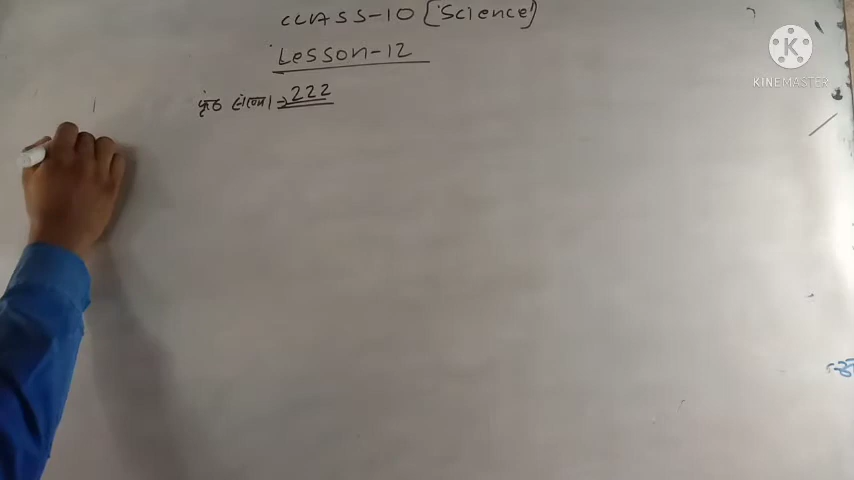 CLASS-10 (Science)
Lesson-12
पृष्ठ संख्या → 222
KINEMASTER